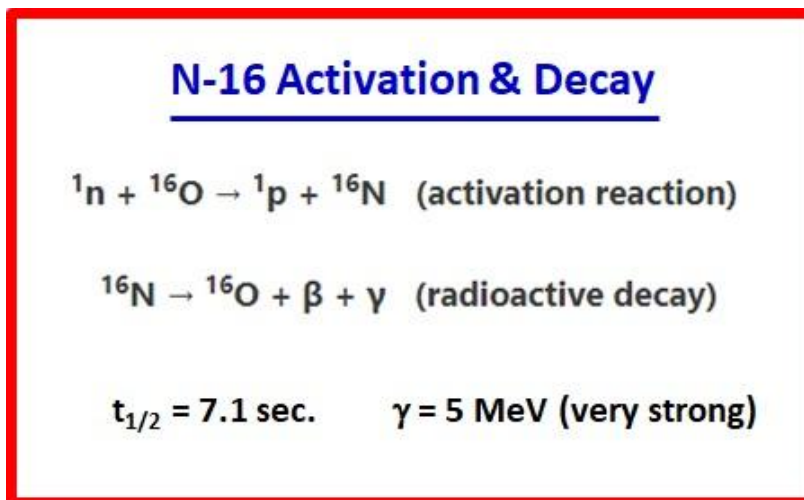 N-16 Activation & Decay
¹n + ¹⁶O → ¹p + ¹⁶N (activation reaction)
¹⁶N → ¹⁶O + β + γ (radioactive decay)
t₁/₂ = 7.1 sec. γ = 5 MeV (very strong)